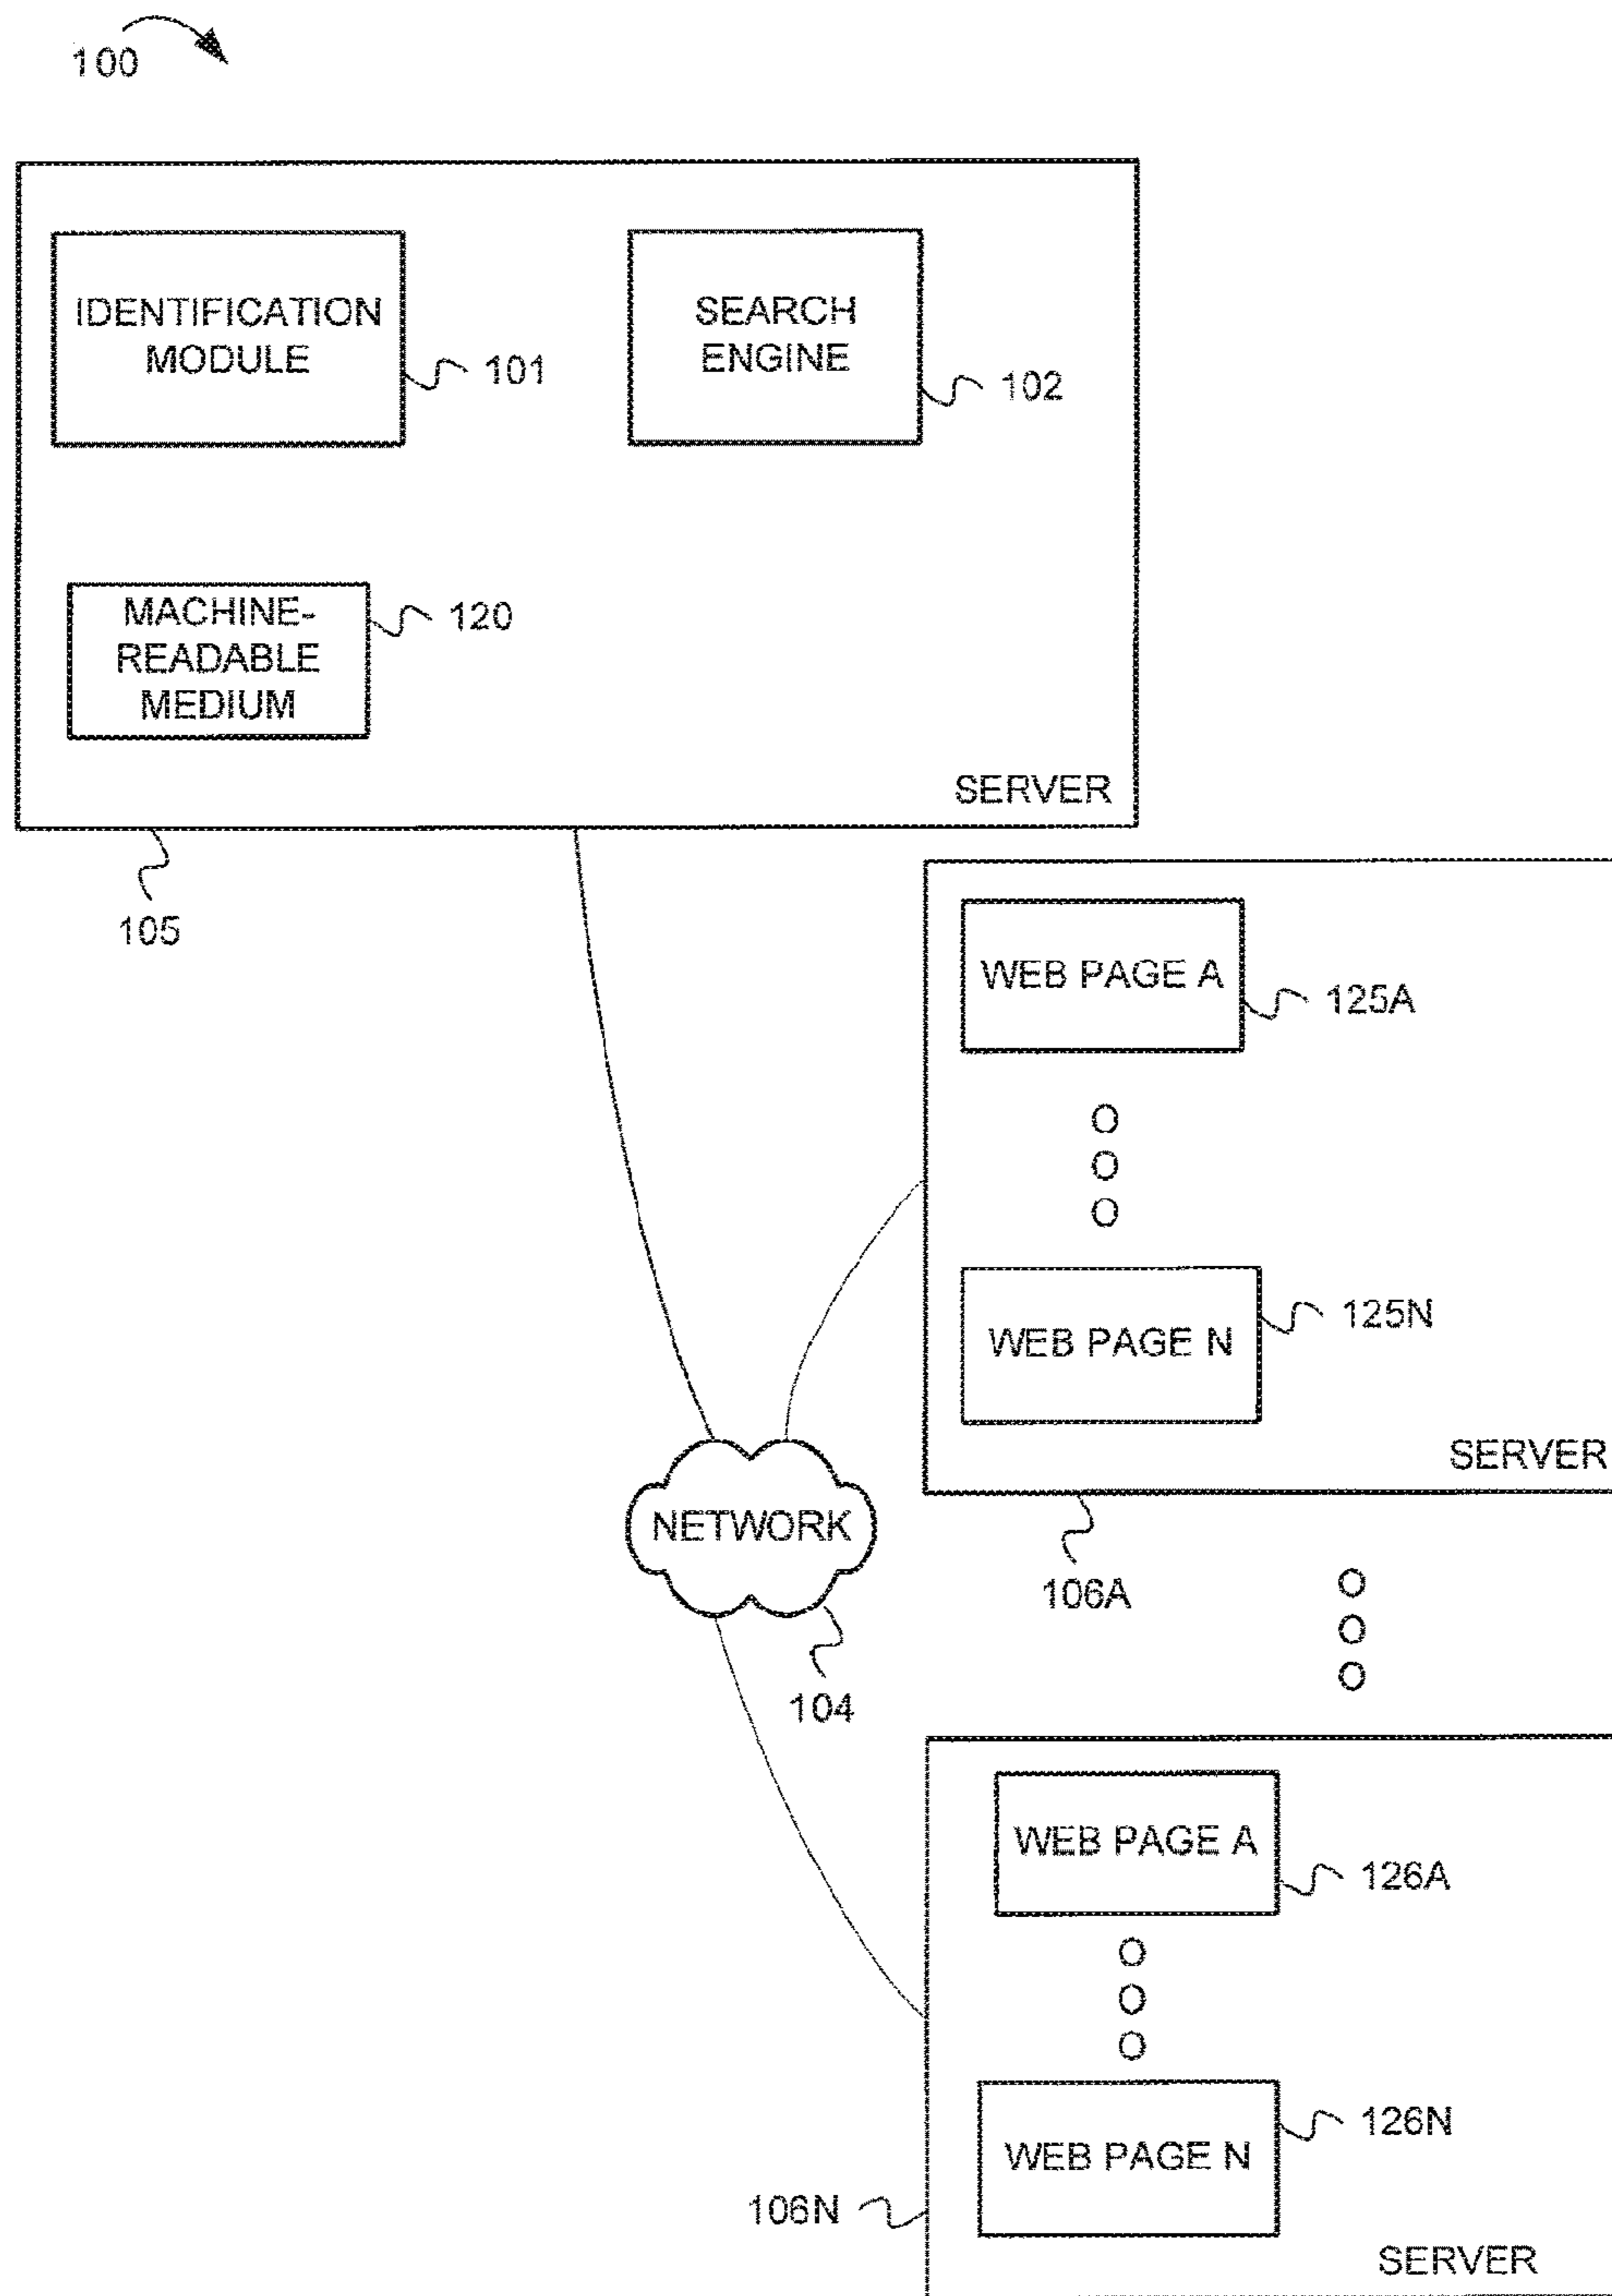 100
IDENTIFICATION
MODULE
101
SEARCH
ENGINE
102
MACHINE-
READABLE
MEDIUM
120
SERVER
105
WEB PAGE A
125A
WEB PAGE N
125N
SERVER
106A
NETWORK
104
WEB PAGE A
126A
WEB PAGE N
126N
106N
SERVER